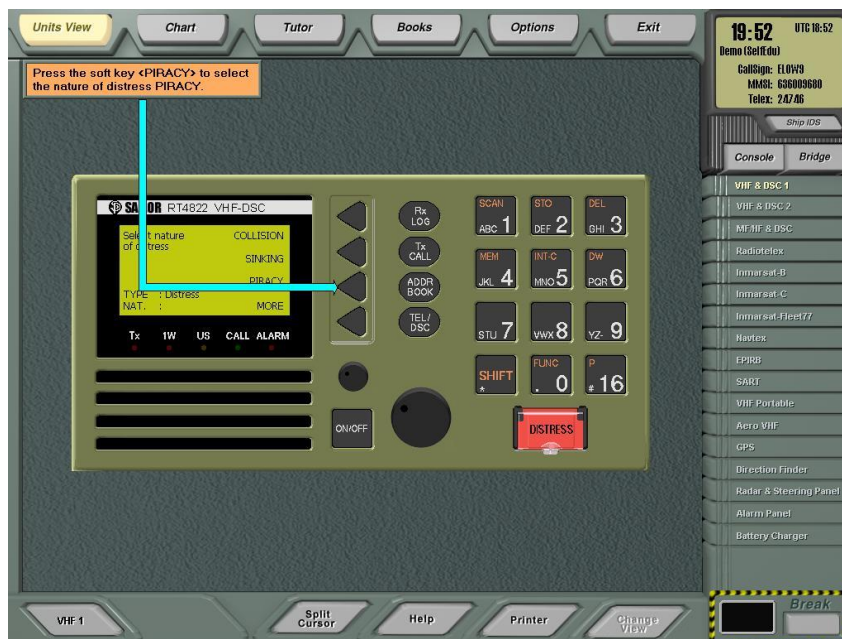 Units View
Chart
Tutor
Books
Options
Exit
19:52 UTC 18:52
Demo (SelfEdu)
CallSign: ELOW9
MMSI: 636009680
Telex: 24746
Ship IDS
Console Bridge
Press the soft key <PIRACY> to select
the nature of distress PIRACY.
RT4822 VHF-DSC
Select nature COLLISION
of distress
SINKING
PIRACY
TYPE : Distress
NAT. : MORE
Tx 1W US CALL ALARM
Rx
LOG
Tx
CALL
ADDR
BOOK
TEL/
DSC
ON/OFF
SCAN STO DEL
ABC 1 DEF 2 GHI 3
MEM INT-C DW
JKL 4 MNO 5 PQR 6
STU 7 VWX 8 YZ- 9
SHIFT FUNC P
* . 0 # 16
DISTRESS
VHF & DSC 1
VHF & DSC 2
MF/HF & DSC
Radiotelex
Inmarsat-B
Inmarsat-C
Inmarsat-Fleet77
Navtex
EPIRB
SART
VHF Portable
Aero VHF
GPS
Direction Finder
Radar & Steering Panel
Alarm Panel
Battery Charger
VHF 1
Split
Cursor
Help
Printer
Change
View
Break